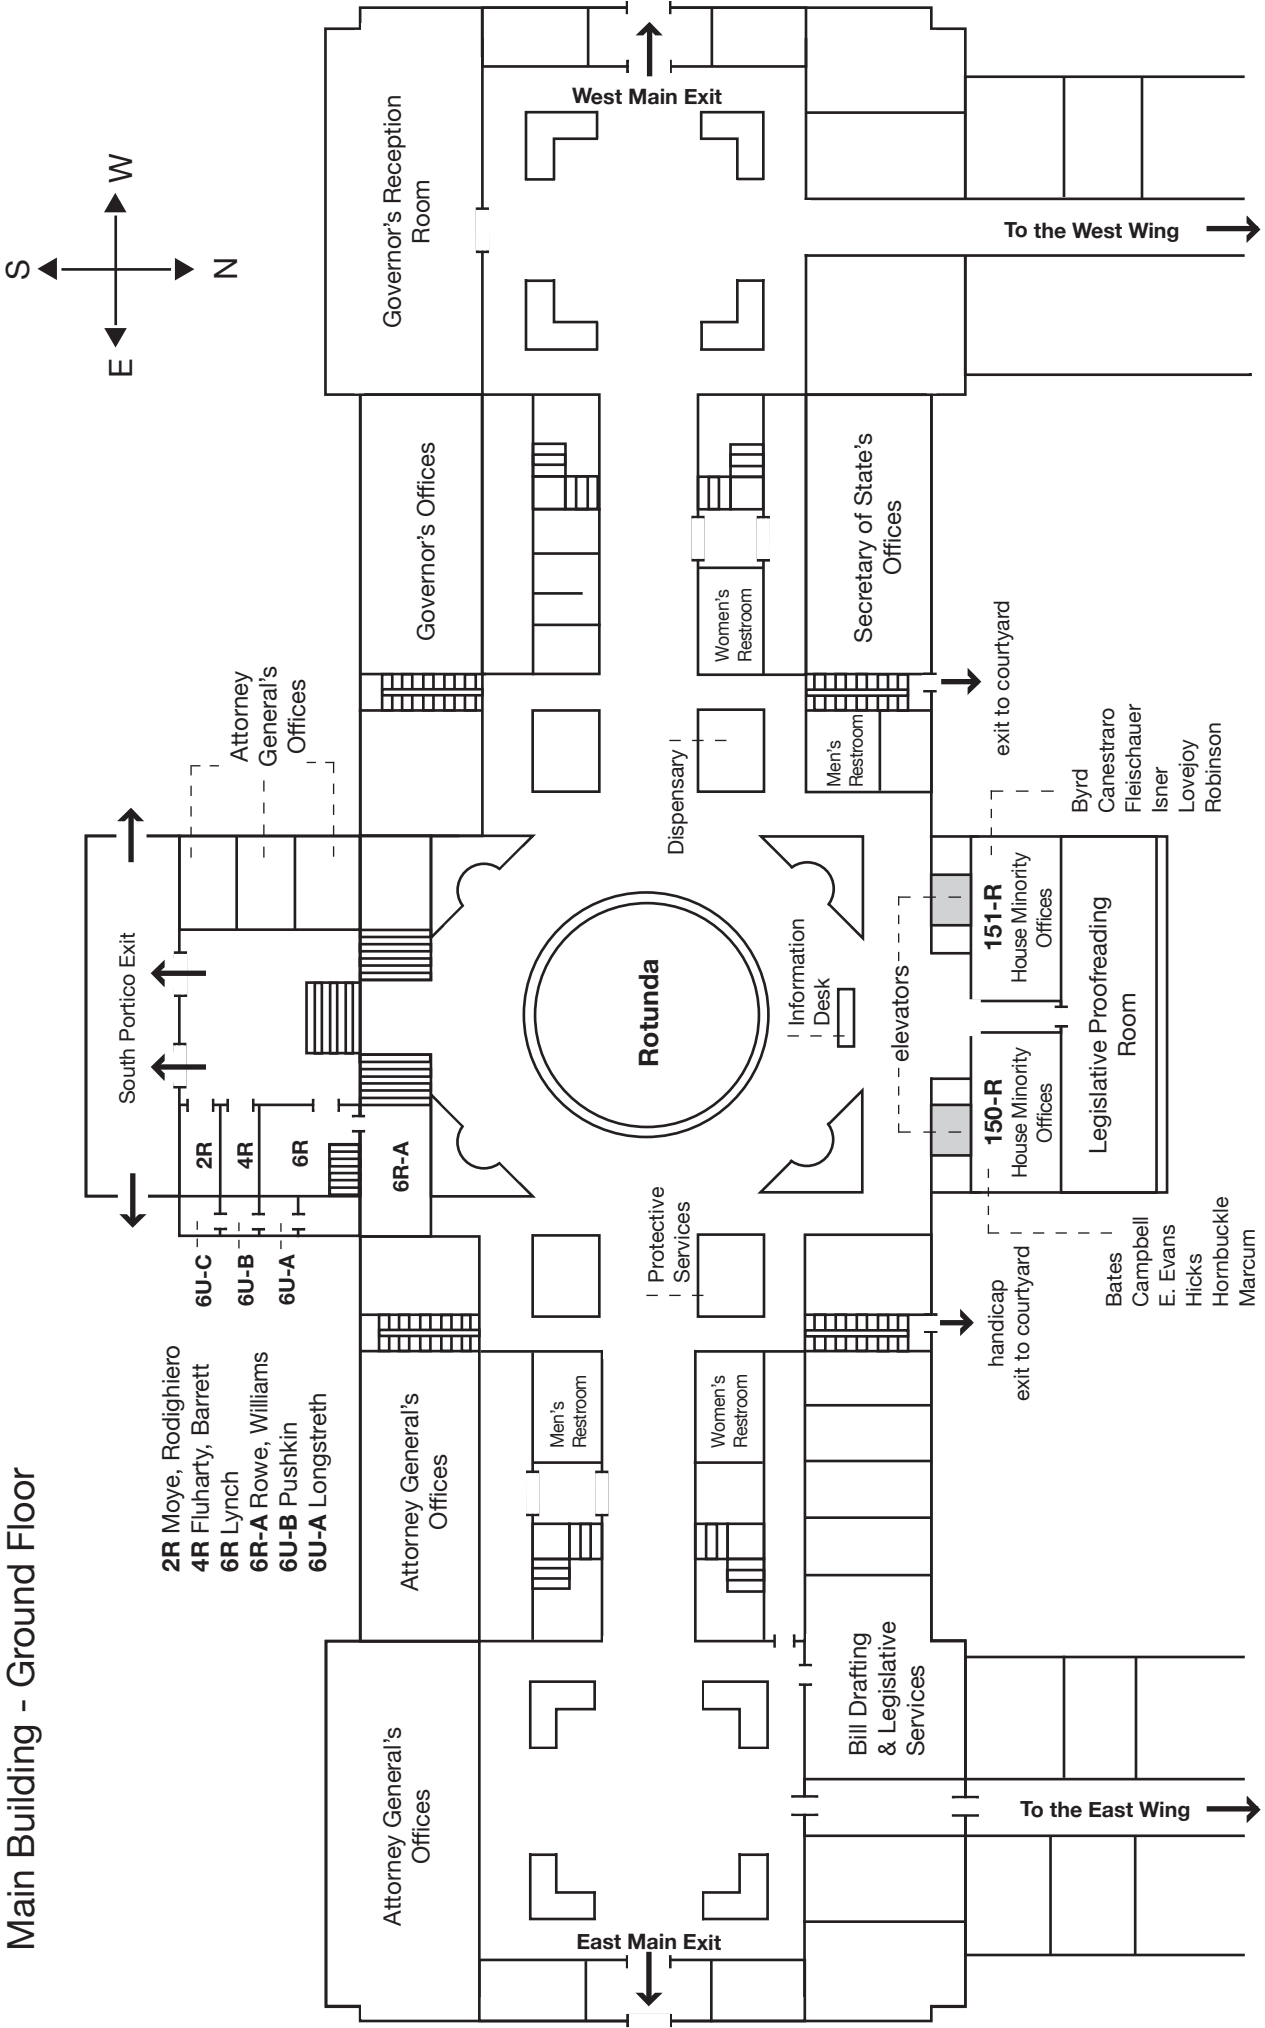 Main Building - Ground Floor
S
E
W
N
2R Moye, Rodighiero
4R Fluharty, Barrett
6R Lynch
6R-A Rowe, Williams
6U-B Pushkin
6U-A Longstreth
South Portico Exit
Attorney
General's
Offices
2R
4R
6R
6R-A
6U-C
6U-B
6U-A
Attorney General's
Offices
Attorney General's
Offices
Governor's Offices
Governor's Reception
Room
Men's
Restroom
Women's
Restroom
East Main Exit
West Main Exit
Protective
Services
Rotunda
Dispensary
Women's
Restroom
Information
Desk
Men's
Restroom
Secretary of State's
Offices
Bill Drafting
& Legislative
Services
elevators
150-R
House Minority
Offices
151-R
House Minority
Offices
Legislative Proofreading
Room
handicap
exit to courtyard
exit to courtyard
Bates
Campbell
E. Evans
Hicks
Hornbuckle
Marcum
Byrd
Canestraro
Fleischauer
Isner
Lovejoy
Robinson
To the East Wing
To the West Wing